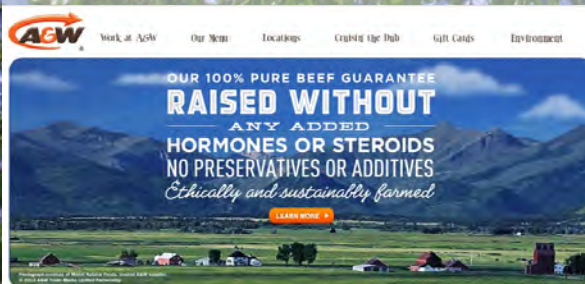 A&W
Work at A&W Our Menu Locations Cruisin' the Dub Gift Cards Environment
OUR 100% PURE BEEF GUARANTEE
RAISED WITHOUT
ANY ADDED
HORMONES OR STEROIDS
NO PRESERVATIVES OR ADDITIVES
Ethically and sustainably farmed
LEARN MORE